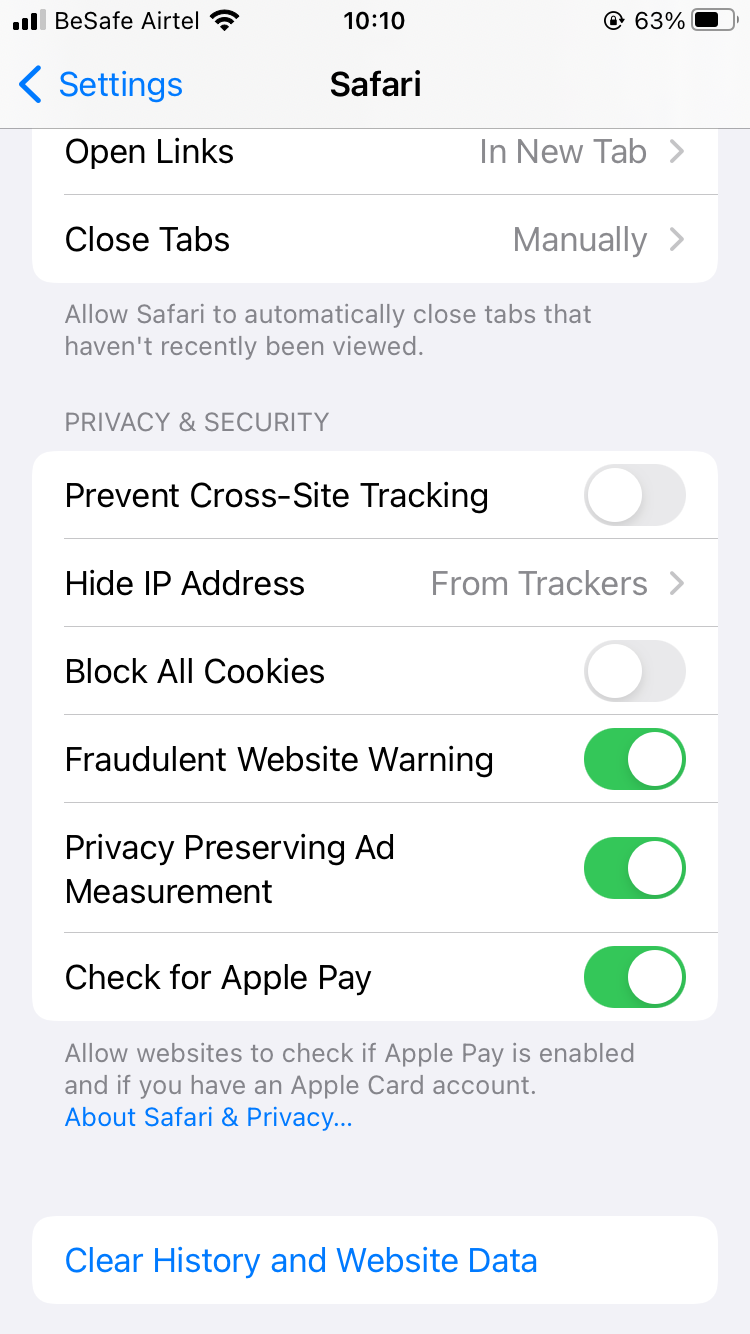 BeSafe Airtel 10:10 63%
Settings Safari
Open Links In New Tab
Close Tabs Manually
Allow Safari to automatically close tabs that
haven't recently been viewed.
PRIVACY & SECURITY
Prevent Cross-Site Tracking
Hide IP Address From Trackers
Block All Cookies
Fraudulent Website Warning
Privacy Preserving Ad
Measurement
Check for Apple Pay
Allow websites to check if Apple Pay is enabled
and if you have an Apple Card account.
About Safari & Privacy...
Clear History and Website Data